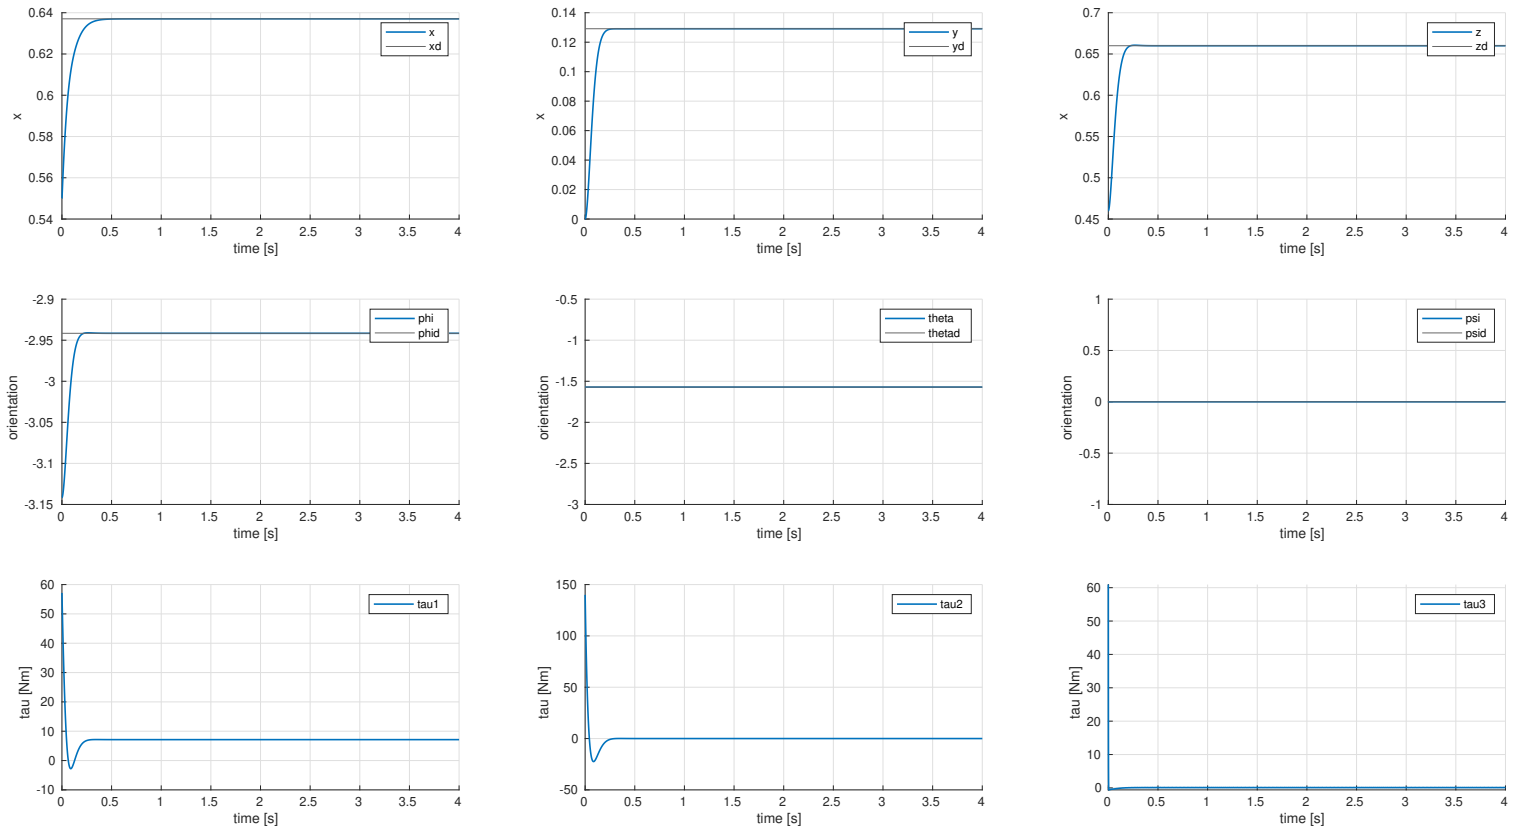 0.64
0.62
0.6
0.58
0.56
0.54
x
x
xd
0 0.5 1 1.5 2 2.5 3 3.5 4
time [s]
0.14
0.12
0.1
0.08
0.06
0.04
0.02
0
x
y
yd
0 0.5 1 1.5 2 2.5 3 3.5 4
time [s]
0.7
0.65
0.6
0.55
0.5
0.45
x
z
zd
0 0.5 1 1.5 2 2.5 3 3.5 4
time [s]
-2.9
-2.95
-3
-3.05
-3.1
-3.15
orientation
phi
phid
0 0.5 1 1.5 2 2.5 3 3.5 4
time [s]
-0.5
-1
-1.5
-2
-2.5
-3
orientation
theta
thetad
0 0.5 1 1.5 2 2.5 3 3.5 4
time [s]
1
0.5
0
-0.5
-1
orientation
psi
psid
0 0.5 1 1.5 2 2.5 3 3.5 4
time [s]
60
50
40
30
20
10
0
-10
tau [Nm]
tau1
0 0.5 1 1.5 2 2.5 3 3.5 4
time [s]
150
100
50
0
-50
tau [Nm]
tau2
0 0.5 1 1.5 2 2.5 3 3.5 4
time [s]
60
50
40
30
20
10
0
tau [Nm]
tau3
0 0.5 1 1.5 2 2.5 3 3.5 4
time [s]